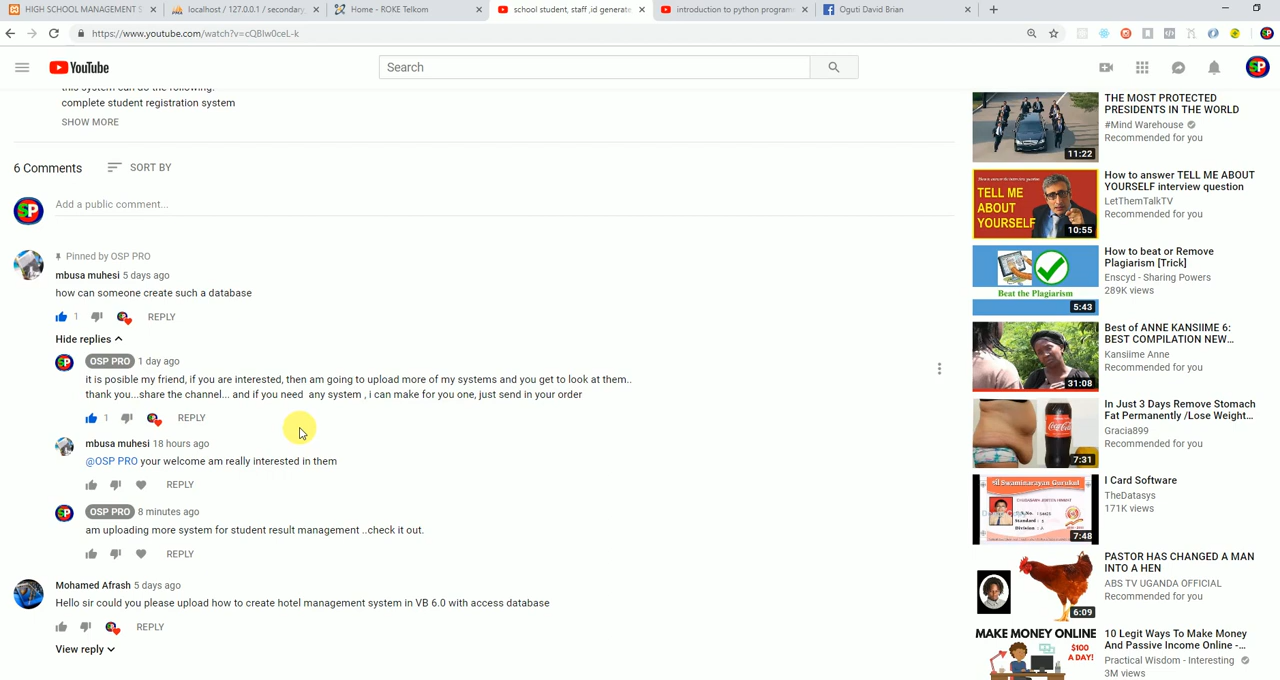 HIGH SCHOOL MANAGEMENT S
localhost / 127.0.0.1 / secondary
Home - ROKE Telkom
school student, staff ,id generate
introduction to python program
Oguti David Brian
https://www.youtube.com/watch?v=cQBIw0ceL-k
YouTube
Search
SP
this system can do the following:
complete student registration system
SHOW MORE
6 Comments
SORT BY
SP
Add a public comment...
Pinned by OSP PRO
mbusa muhesi 5 days ago
how can someone create such a database
1
REPLY
Hide replies
SP
OSP PRO 1 day ago
it is posible my friend, if you are interested, then am going to upload more of my systems and you get to look at them..
thank you...share the channel... and if you need any system , i can make for you one, just send in your order
1
REPLY
mbusa muhesi 18 hours ago
@OSP PRO your welcome am really interested in them
REPLY
SP
OSP PRO 8 minutes ago
am uploading more system for student result management ..check it out.
REPLY
Mohamed Afrash 5 days ago
Hello sir could you please upload how to create hotel management system in VB 6.0 with access database
REPLY
View reply
11:22
THE MOST PROTECTED
PRESIDENTS IN THE WORLD
#Mind Warehouse
Recommended for you
TELL ME
ABOUT
YOURSELF
10:55
How to answer TELL ME ABOUT
YOURSELF interview question
LetThemTalkTV
Recommended for you
Beat the Plagiarism
5:43
How to beat or Remove
Plagiarism [Trick]
Enscyd - Sharing Powers
289K views
31:08
Best of ANNE KANSIIME 6:
BEST COMPILATION NEW...
Kansiime Anne
Recommended for you
Coca-Cola
7:31
In Just 3 Days Remove Stomach
Fat Permanently /Lose Weight...
Gracia899
Recommended for you
7:48
I Card Software
TheDatasys
171K views
6:09
PASTOR HAS CHANGED A MAN
INTO A HEN
ABS TV UGANDA OFFICIAL
Recommended for you
MAKE MONEY ONLINE
$100
A DAY!
10 Legit Ways To Make Money
And Passive Income Online -...
Practical Wisdom - Interesting
3M views